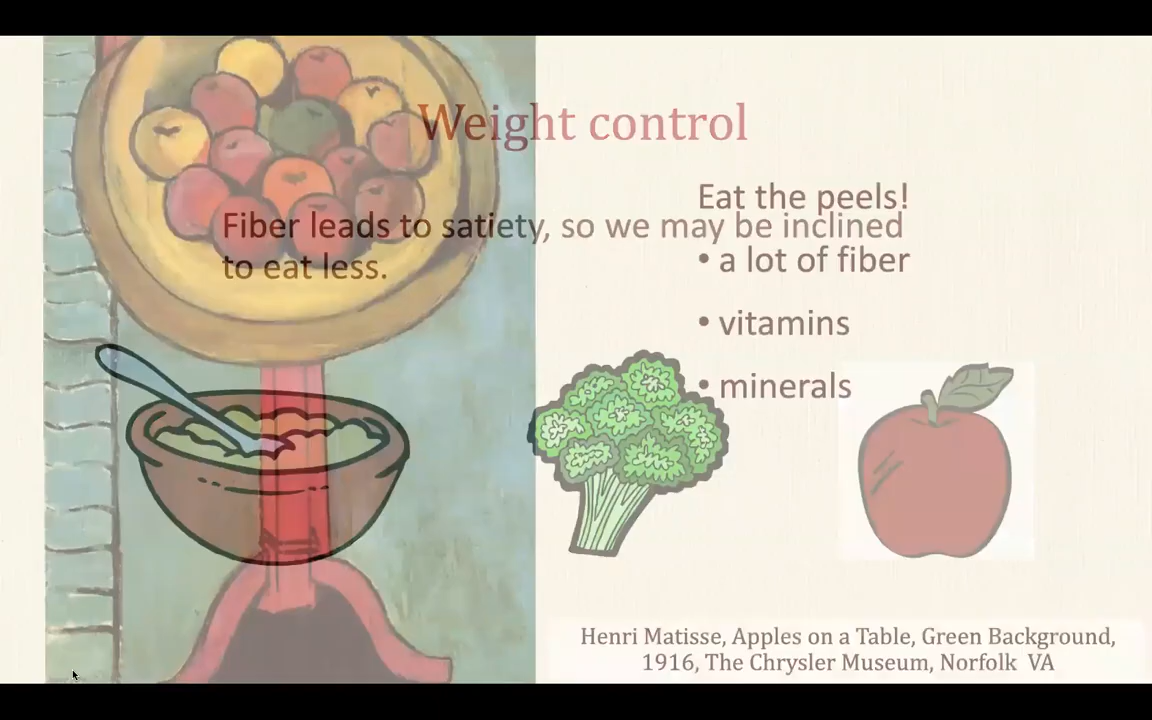 Weight control
Eat the peels!
Fiber leads to satiety, so we may be inclined
to eat less.
• a lot of fiber
• vitamins
• minerals
Henri Matisse, Apples on a Table, Green Background,
1916, The Chrysler Museum, Norfolk VA